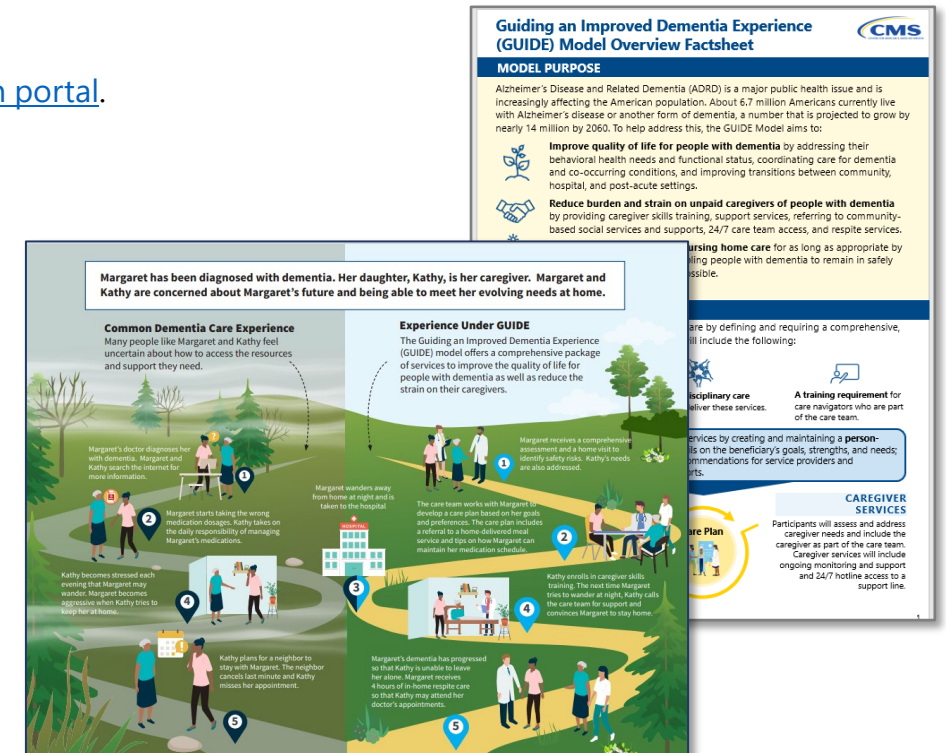 portal.
Guiding an Improved Dementia Experience
(GUIDE) Model Overview Factsheet
CMS
MODEL PURPOSE
Alzheimer's Disease and Related Dementia (ADRD) is a major public health issue and is
increasingly affecting the American population. About 6.7 million Americans currently live
with Alzheimer's disease or another form of dementia, a number that is projected to grow by
nearly 14 million by 2060. To help address this, the GUIDE Model aims to:
Improve quality of life for people with dementia by addressing their
behavioral health needs and functional status, coordinating care for dementia
and co-occurring conditions, and improving transitions between community,
hospital, and post-acute settings.
Reduce burden and strain on unpaid caregivers of people with dementia
by providing caregiver skills training, support services, referring to community-
based social services and supports, 24/7 care team access, and respite services.
ursing home care for as long as appropriate by
ling people with dementia to remain in safely
ssible.
are by defining and requiring a comprehensive,
ill include the following:
isciplinary care
eliver these services.
A training requirement for
care navigators who are part
of the care team.
ervices by creating and maintaining a person-
ils on the beneficiary's goals, strengths, and needs;
ommendations for service providers and
orts.
are Plan
CAREGIVER
SERVICES
Participants will assess and address
caregiver needs and include the
caregiver as part of the care team.
Caregiver services will include
ongoing monitoring and support
and 24/7 hotline access to a
support line.
1
Margaret has been diagnosed with dementia. Her daughter, Kathy, is her caregiver. Margaret and
Kathy are concerned about Margaret's future and being able to meet her evolving needs at home.
Common Dementia Care Experience
Many people like Margaret and Kathy feel
uncertain about how to access the resources
and support they need.
Margaret's doctor diagnoses her
with dementia. Margaret and
Kathy search the internet for
more information.
1
Margaret starts taking the wrong
medication dosages. Kathy takes on
the daily responsibility of managing
Margaret's medications.
2
Margaret wanders away
from home at night and is
taken to the hospital
HOSPITAL
3
Kathy becomes stressed each
evening that Margaret may
wander. Margaret becomes
aggressive when Kathy tries to
keep her at home.
4
Kathy plans for a neighbor to
stay with Margaret. The neighbor
cancels last minute and Kathy
misses her appointment.
5
Experience Under GUIDE
The Guiding an Improved Dementia Experience
(GUIDE) model offers a comprehensive package
of services to improve the quality of life for
people with dementia as well as reduce the
strain on their caregivers.
Margaret receives a comprehensive
assessment and a home visit to
identify safety risks. Kathy's needs
are also addressed.
1
The care team works with Margaret to
develop a care plan based on her goals
and preferences. The care plan includes
a referral to a home-delivered meal
service and tips on how Margaret can
maintain her medication schedule.
2
Kathy enrolls in caregiver skills
training. The next time Margaret
tries to wander at night, Kathy calls
the care team for support and
convinces Margaret to stay home.
4
Margaret's dementia has progressed
so that Kathy is unable to leave
her alone. Margaret receives
4 hours of in-home respite care
so that Kathy may attend her
doctor's appointments.
5